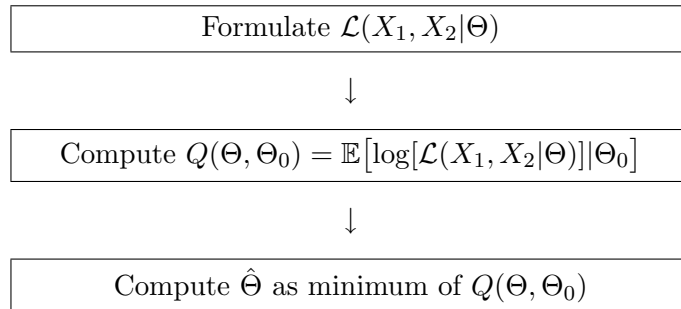 Formulate ℒ(X₁, X₂|Θ)
↓
Compute Q(Θ, Θ₀) = 𝔼[log[ℒ(X₁, X₂|Θ)]|Θ₀]
↓
Compute Θ̂ as minimum of Q(Θ, Θ₀)